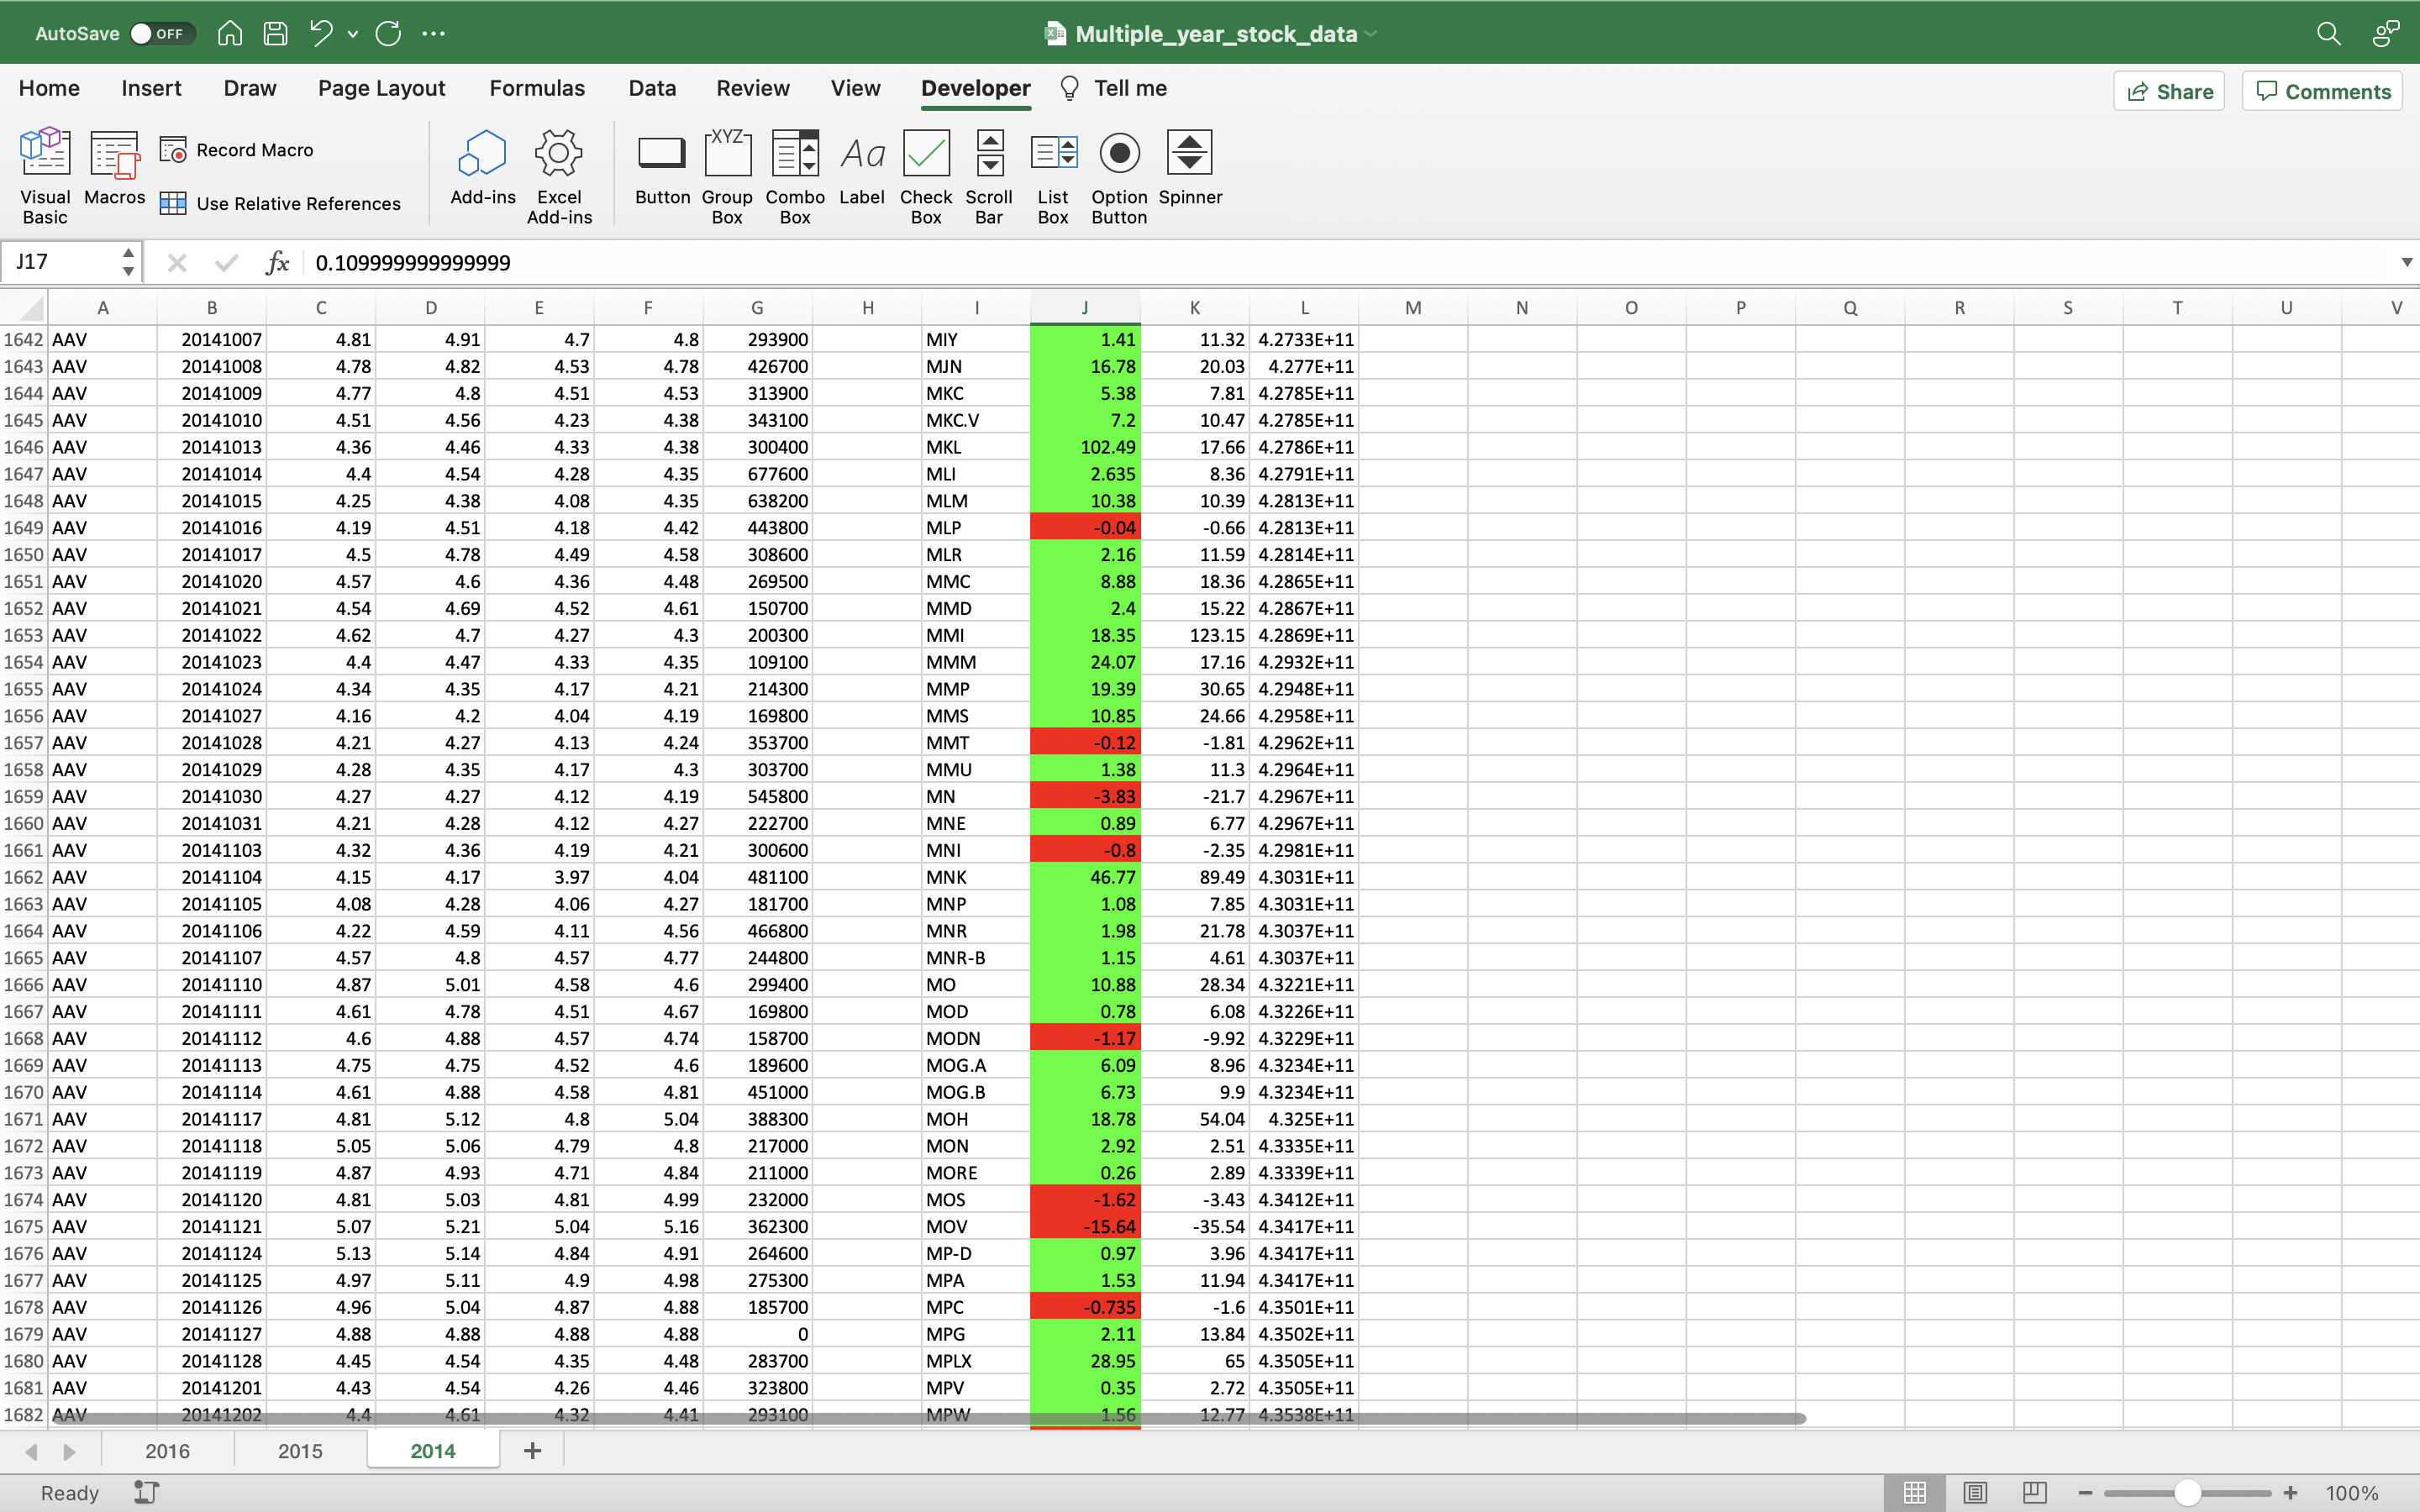 AutoSave OFF Multiple_year_stock_data
Home Insert Draw Page Layout Formulas Data Review View Developer Tell me Share Comments
Visual Basic Macros Record Macro Use Relative References Add-ins Excel Add-ins Button Group Box XYZ Combo Box Aa Label Check Box Scroll Bar List Box Option Button Spinner
J17 fx 0.109999999999999
A B C D E F G H I J K L M N O P Q R S T U V
1642 AAV 20141007 4.81 4.91 4.7 4.8 293900 MIY 1.41 11.32 4.2733E+11
1643 AAV 20141008 4.78 4.82 4.53 4.78 426700 MJN 16.78 20.03 4.277E+11
1644 AAV 20141009 4.77 4.8 4.51 4.53 313900 MKC 5.38 7.81 4.2785E+11
1645 AAV 20141010 4.51 4.56 4.23 4.38 343100 MKC.V 7.2 10.47 4.2785E+11
1646 AAV 20141013 4.36 4.46 4.33 4.38 300400 MKL 102.49 17.66 4.2786E+11
1647 AAV 20141014 4.4 4.54 4.28 4.35 677600 MLI 2.635 8.36 4.2791E+11
1648 AAV 20141015 4.25 4.38 4.08 4.35 638200 MLM 10.38 10.39 4.2813E+11
1649 AAV 20141016 4.19 4.51 4.18 4.42 443800 MLP -0.04 -0.66 4.2813E+11
1650 AAV 20141017 4.5 4.78 4.49 4.58 308600 MLR 2.16 11.59 4.2814E+11
1651 AAV 20141020 4.57 4.6 4.36 4.48 269500 MMC 8.88 18.36 4.2865E+11
1652 AAV 20141021 4.54 4.69 4.52 4.61 150700 MMD 2.4 15.22 4.2867E+11
1653 AAV 20141022 4.62 4.7 4.27 4.3 200300 MMI 18.35 123.15 4.2869E+11
1654 AAV 20141023 4.4 4.47 4.33 4.35 109100 MMM 24.07 17.16 4.2932E+11
1655 AAV 20141024 4.34 4.35 4.17 4.21 214300 MMP 19.39 30.65 4.2948E+11
1656 AAV 20141027 4.16 4.2 4.04 4.19 169800 MMS 10.85 24.66 4.2958E+11
1657 AAV 20141028 4.21 4.27 4.13 4.24 353700 MMT -0.12 -1.81 4.2962E+11
1658 AAV 20141029 4.28 4.35 4.17 4.3 303700 MMU 1.38 11.3 4.2964E+11
1659 AAV 20141030 4.27 4.27 4.12 4.19 545800 MN -3.83 -21.7 4.2967E+11
1660 AAV 20141031 4.21 4.28 4.12 4.27 222700 MNE 0.89 6.77 4.2967E+11
1661 AAV 20141103 4.32 4.36 4.19 4.21 300600 MNI -0.8 -2.35 4.2981E+11
1662 AAV 20141104 4.15 4.17 3.97 4.04 481100 MNK 46.77 89.49 4.3031E+11
1663 AAV 20141105 4.08 4.28 4.06 4.27 181700 MNP 1.08 7.85 4.3031E+11
1664 AAV 20141106 4.22 4.59 4.11 4.56 466800 MNR 1.98 21.78 4.3037E+11
1665 AAV 20141107 4.57 4.8 4.57 4.77 244800 MNR-B 1.15 4.61 4.3037E+11
1666 AAV 20141110 4.87 5.01 4.58 4.6 299400 MO 10.88 28.34 4.3221E+11
1667 AAV 20141111 4.61 4.78 4.51 4.67 169800 MOD 0.78 6.08 4.3226E+11
1668 AAV 20141112 4.6 4.88 4.57 4.74 158700 MODN -1.17 -9.92 4.3229E+11
1669 AAV 20141113 4.75 4.75 4.52 4.6 189600 MOG.A 6.09 8.96 4.3234E+11
1670 AAV 20141114 4.61 4.88 4.58 4.81 451000 MOG.B 6.73 9.9 4.3234E+11
1671 AAV 20141117 4.81 5.12 4.8 5.04 388300 MOH 18.78 54.04 4.325E+11
1672 AAV 20141118 5.05 5.06 4.79 4.8 217000 MON 2.92 2.51 4.3335E+11
1673 AAV 20141119 4.87 4.93 4.71 4.84 211000 MORE 0.26 2.89 4.3339E+11
1674 AAV 20141120 4.81 5.03 4.81 4.99 232000 MOS -1.62 -3.43 4.3412E+11
1675 AAV 20141121 5.07 5.21 5.04 5.16 362300 MOV -15.64 -35.54 4.3417E+11
1676 AAV 20141124 5.13 5.14 4.84 4.91 264600 MP-D 0.97 3.96 4.3417E+11
1677 AAV 20141125 4.97 5.11 4.9 4.98 275300 MPA 1.53 11.94 4.3417E+11
1678 AAV 20141126 4.96 5.04 4.87 4.88 185700 MPC -0.735 -1.6 4.3501E+11
1679 AAV 20141127 4.88 4.88 4.88 4.88 0 MPG 2.11 13.84 4.3502E+11
1680 AAV 20141128 4.45 4.54 4.35 4.48 283700 MPLX 28.95 65 4.3505E+11
1681 AAV 20141201 4.43 4.54 4.26 4.46 323800 MPV 0.35 2.72 4.3505E+11
1682 AAV 20141202 4.4 4.61 4.32 4.41 293100 MPW 1.56 12.77 4.3538E+11
2016 2015 2014
Ready 100%